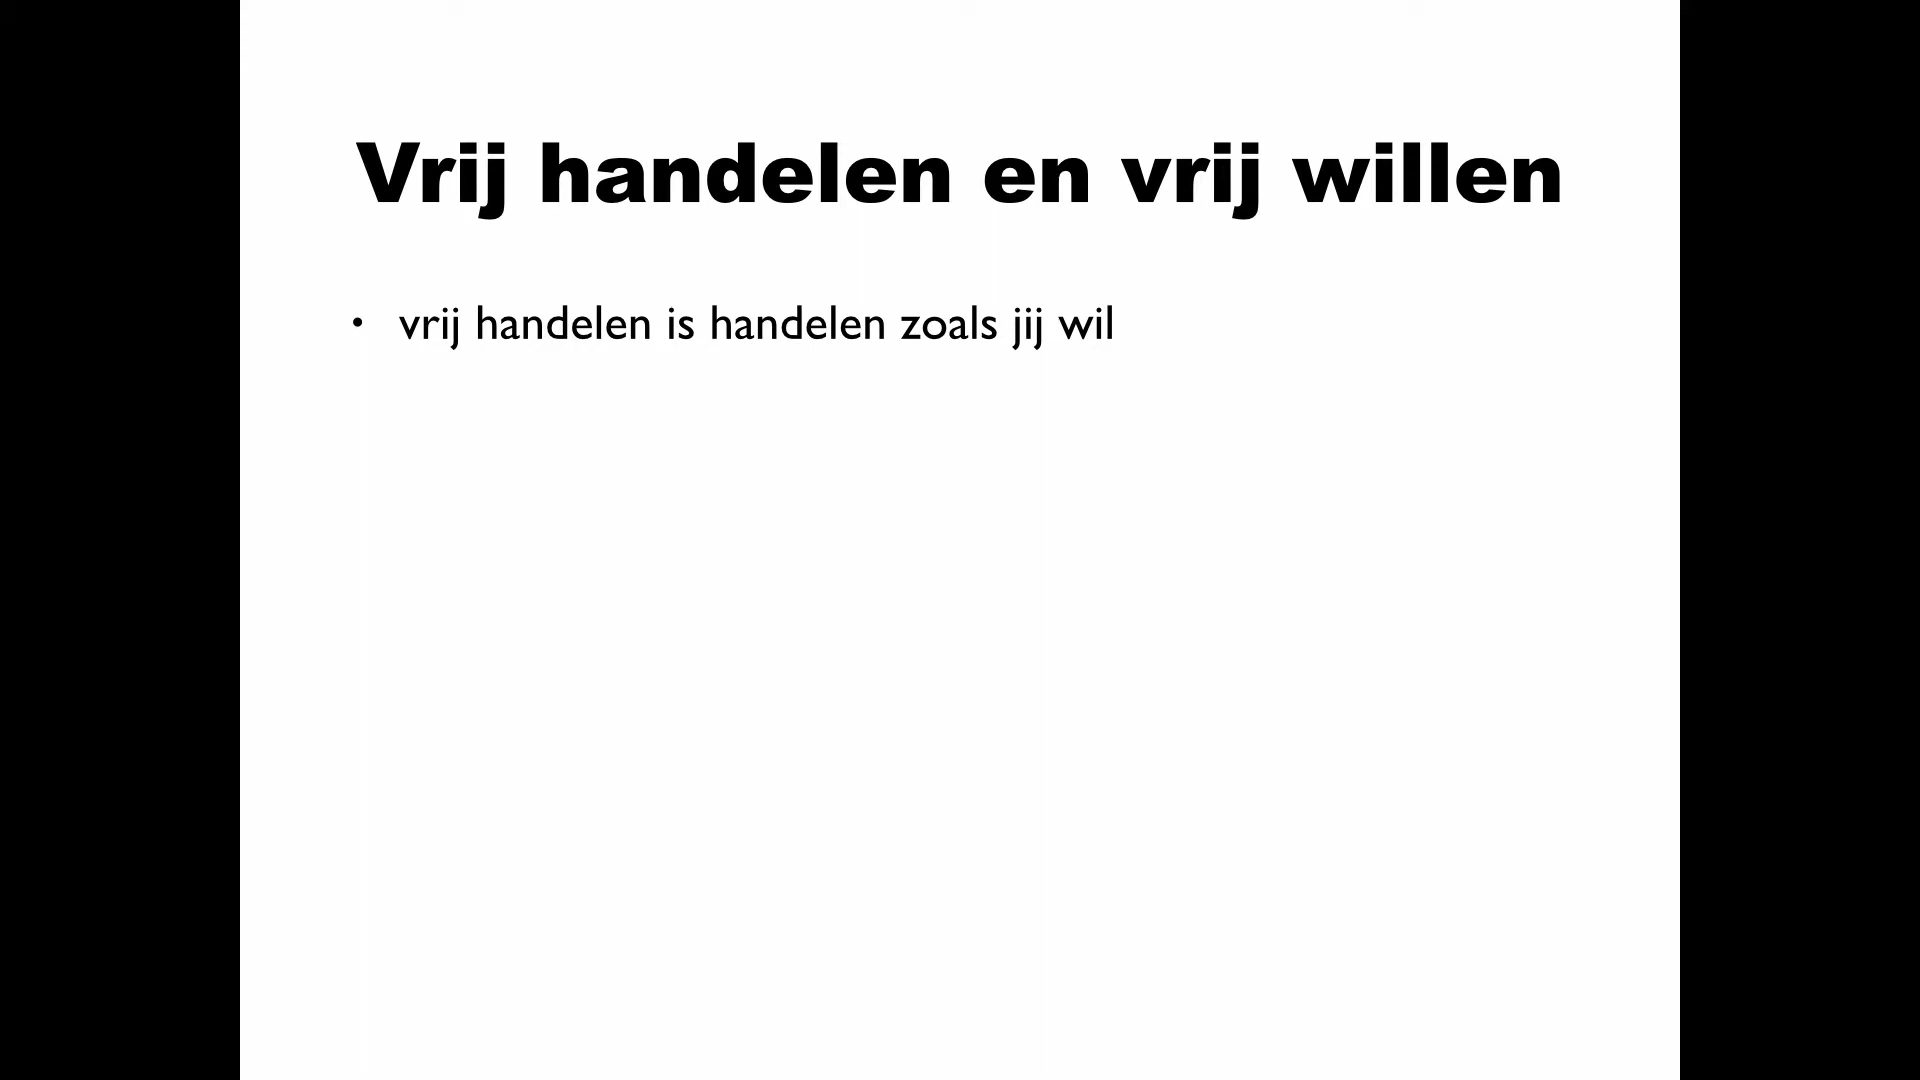 Vrij handelen en vrij willen
• vrij handelen is handelen zoals jij wil